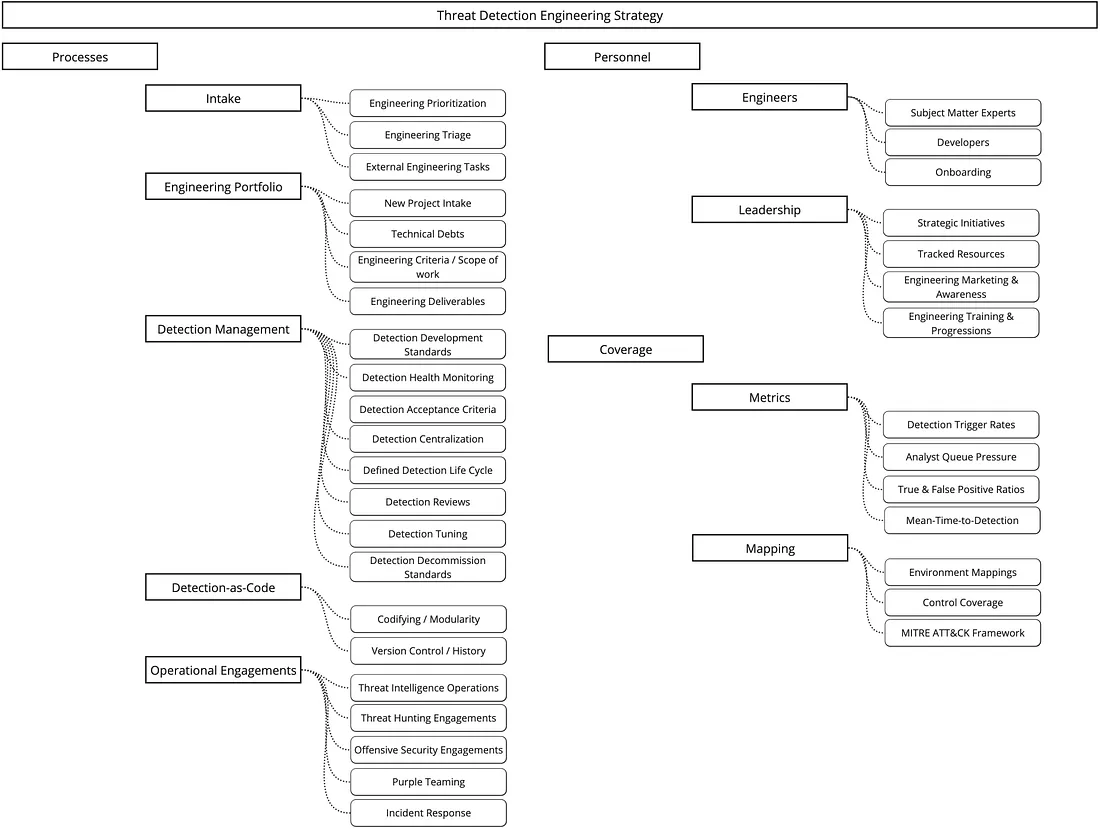 Threat Detection Engineering Strategy
Processes
Intake
Engineering Prioritization
Engineering Triage
External Engineering Tasks
Engineering Portfolio
New Project Intake
Technical Debts
Engineering Criteria / Scope of
work
Engineering Deliverables
Detection Management
Detection Development
Standards
Detection Health Monitoring
Detection Acceptance Criteria
Detection Centralization
Defined Detection Life Cycle
Detection Reviews
Detection Tuning
Detection Decommission
Standards
Detection-as-Code
Codifying / Modularity
Version Control / History
Operational Engagements
Threat Intelligence Operations
Threat Hunting Engagements
Offensive Security Engagements
Purple Teaming
Incident Response
Personnel
Engineers
Subject Matter Experts
Developers
Onboarding
Leadership
Strategic Initiatives
Tracked Resources
Engineering Marketing &
Awareness
Engineering Training &
Progressions
Coverage
Metrics
Detection Trigger Rates
Analyst Queue Pressure
True & False Positive Ratios
Mean-Time-to-Detection
Mapping
Environment Mappings
Control Coverage
MITRE ATT&CK Framework